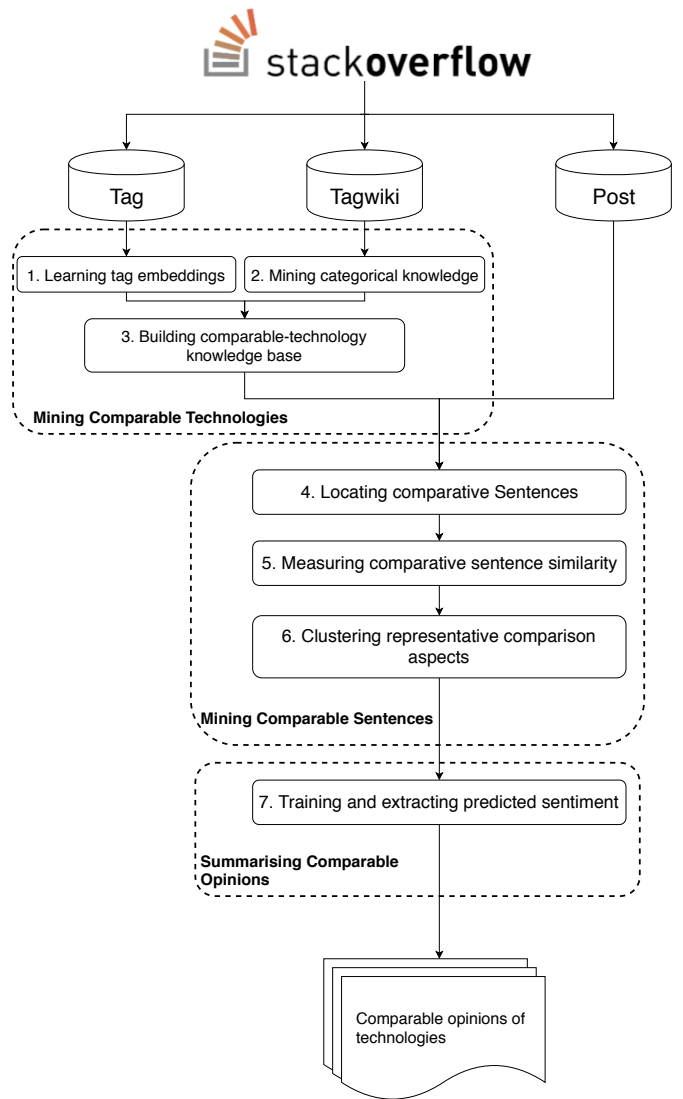 stackoverflow
Tag
Tagwiki
Post
1. Learning tag embeddings
2. Mining categorical knowledge
3. Building comparable-technology
knowledge base
Mining Comparable Technologies
4. Locating comparative Sentences
5. Measuring comparative sentence similarity
6. Clustering representative comparison
aspects
Mining Comparable Sentences
7. Training and extracting predicted sentiment
Summarising Comparable
Opinions
Comparable opinions of
technologies